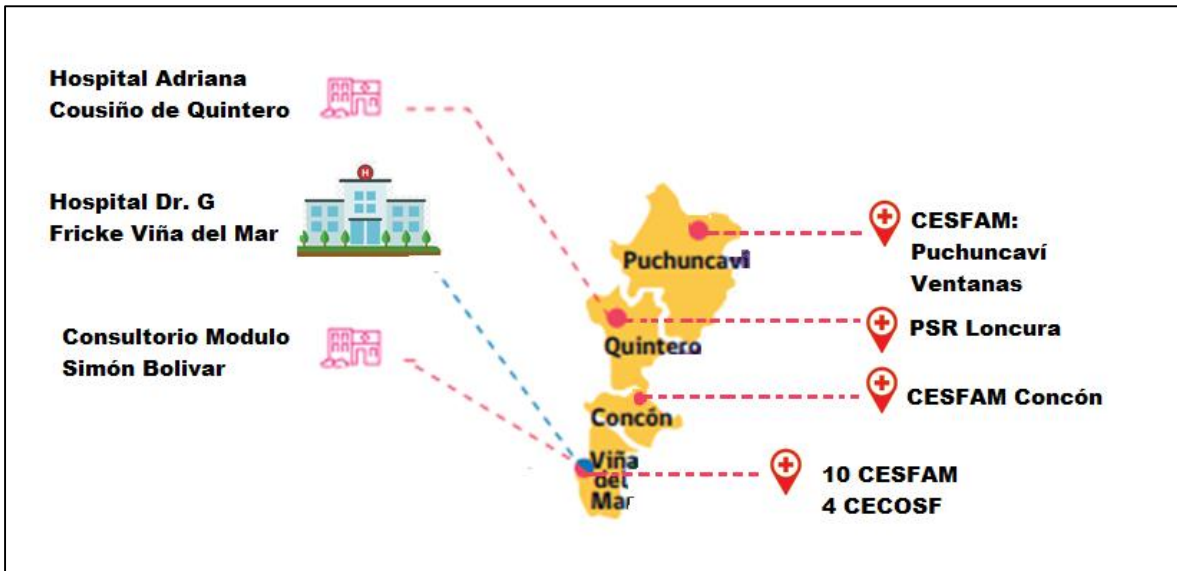 Hospital Adriana
Cousiño de Quintero
Hospital Dr. G
Fricke Viña del Mar
Consultorio Modulo
Simón Bolivar
H
Puchuncaví
Quintero
Concón
Viña
del
Mar
CESFAM:
Puchuncaví
Ventanas
PSR Loncura
CESFAM Concón
10 CESFAM
4 CECOSF